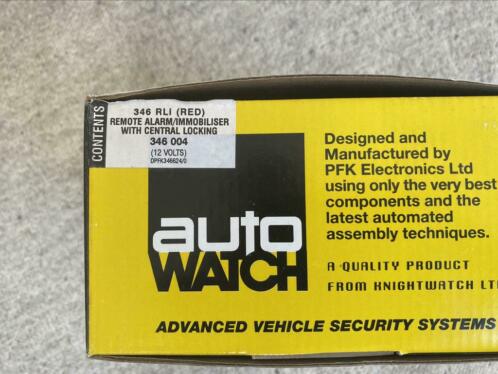 CONTENTS
346 RLI (RED)
REMOTE ALARM/IMMOBILISER
WITH CENTRAL LOCKING
346 004
(12 VOLTS)
DPFK346624/0
auto
WATCH
Designed and
Manufactured by
PFK Electronics Ltd
using only the very best
components and the
latest automated
assembly techniques.
A QUALITY PRODUCT
FROM KNIGHTWATCH LT
ADVANCED VEHICLE SECURITY SYSTEMS